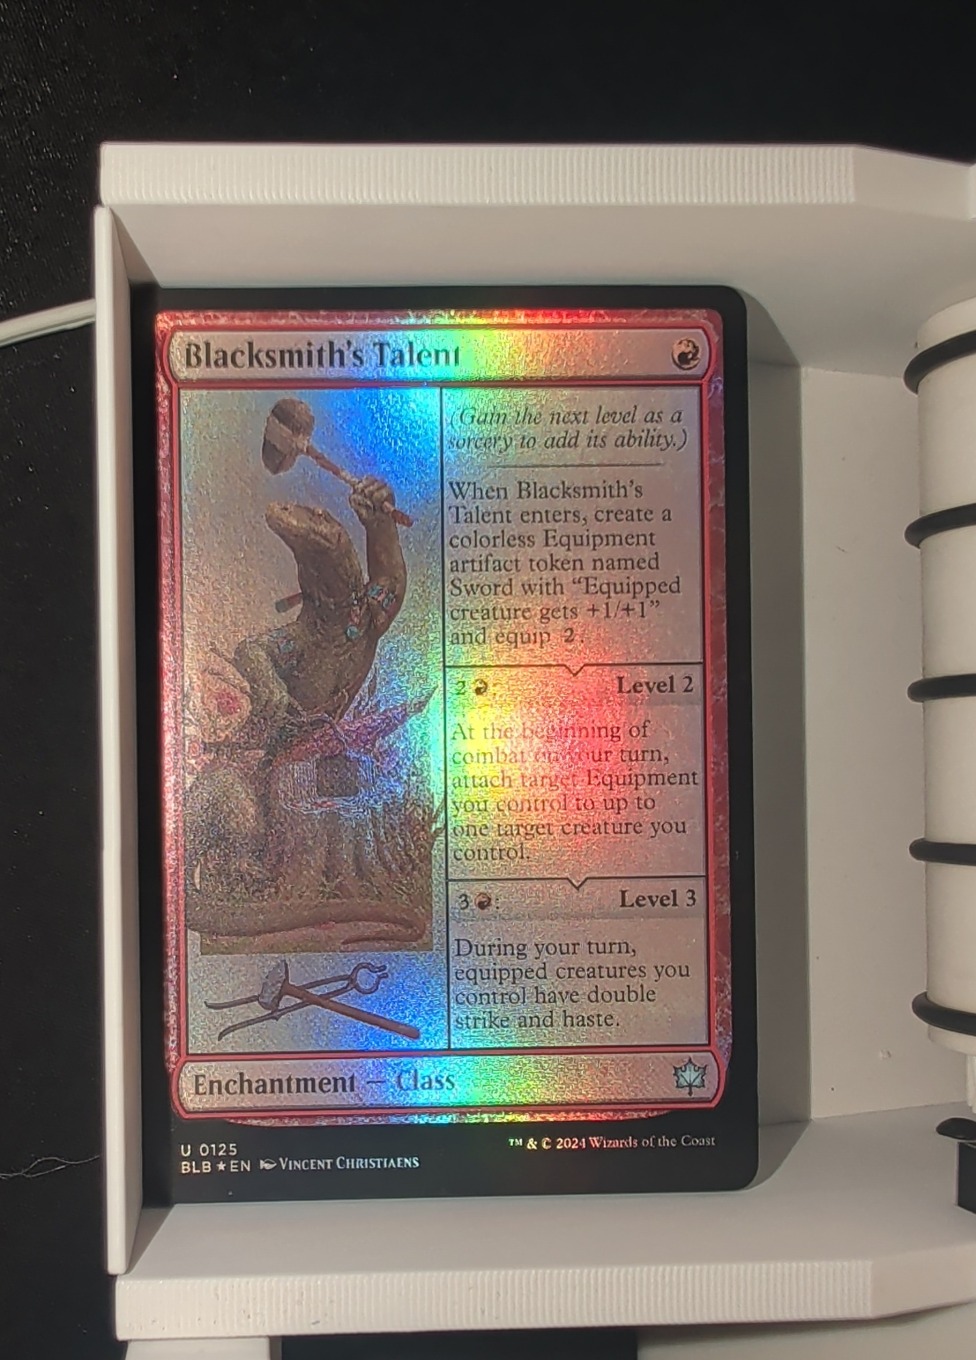 Blacksmith's Talent
(Gain the next level as a
sorcery to add its ability.)
When Blacksmith's
Talent enters, create a
colorless Equipment
artifact token named
Sword with “Equipped
creature gets +1/+1”
and equip 2.
2 : Level 2
At the beginning of
combat on your turn,
attach target Equipment
you control to up to
one target creature you
control.
3 : Level 3
During your turn,
equipped creatures you
control have double
strike and haste.
Enchantment — Class
U 0125
BLB ★ EN Vincent Christiaens
™ & © 2024 Wizards of the Coast